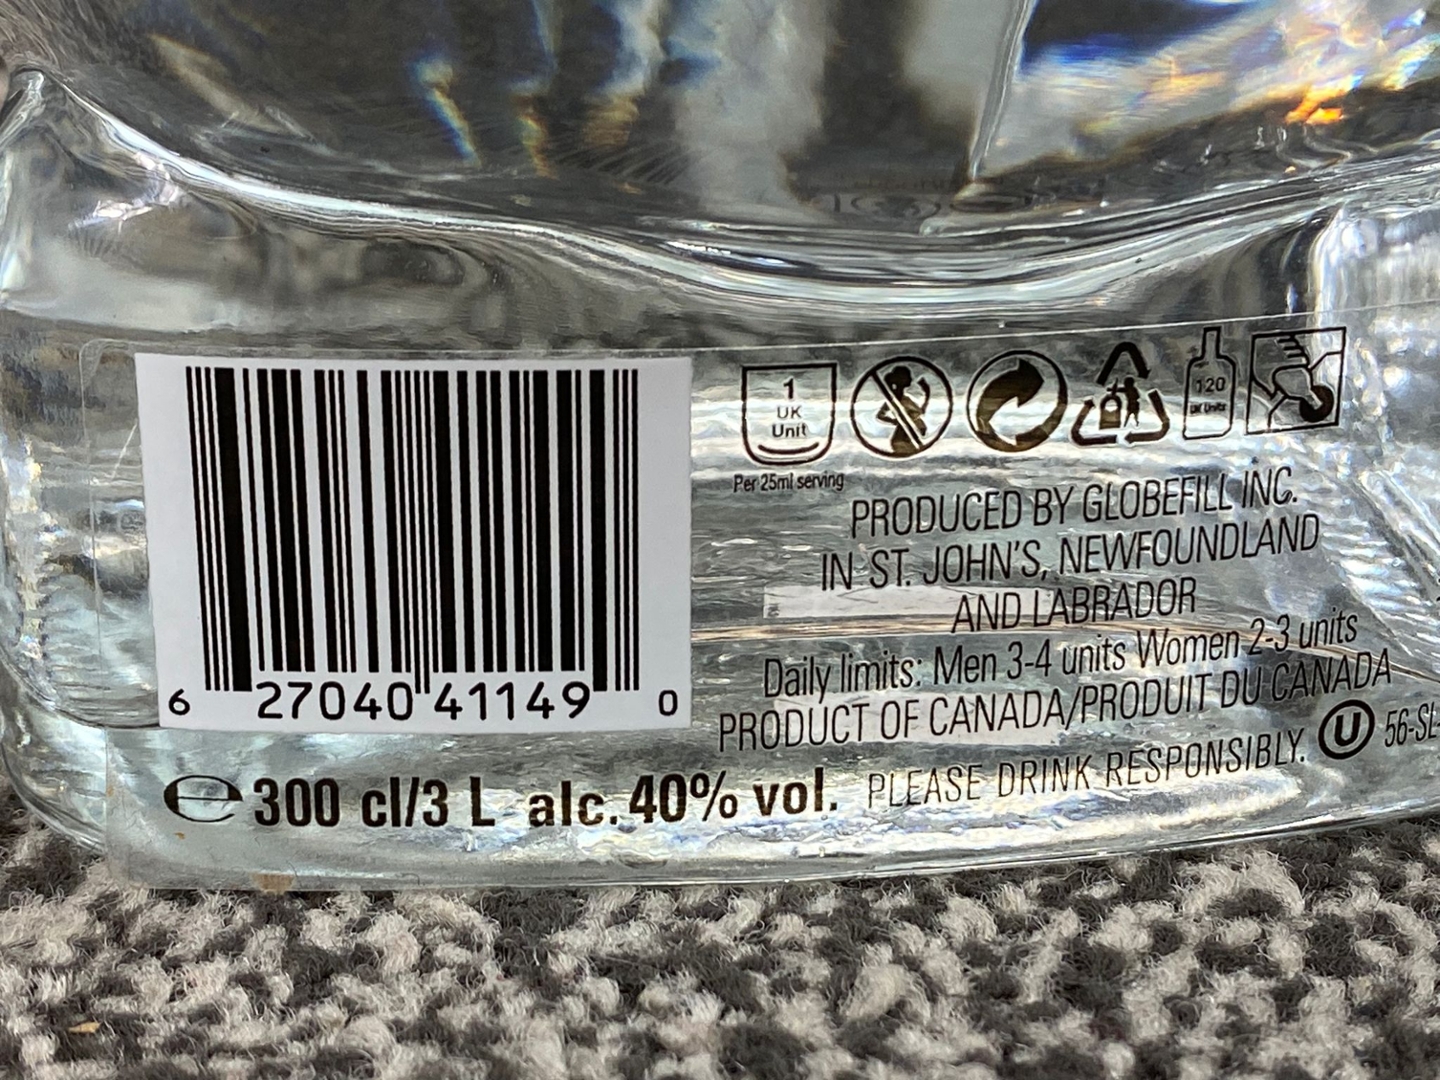 1
UK
Unit
Per 25ml serving
120
UK Units
PRODUCED BY GLOBEFILL INC.
IN ST. JOHN'S, NEWFOUNDLAND
AND LABRADOR
Daily limits: Men 3-4 units Women 2-3 units
PRODUCT OF CANADA/PRODUIT DU CANADA
6 27040 41149 0
℮ 300 cl/3 L alc. 40% vol. PLEASE DRINK RESPONSIBLY. U 56-SL-